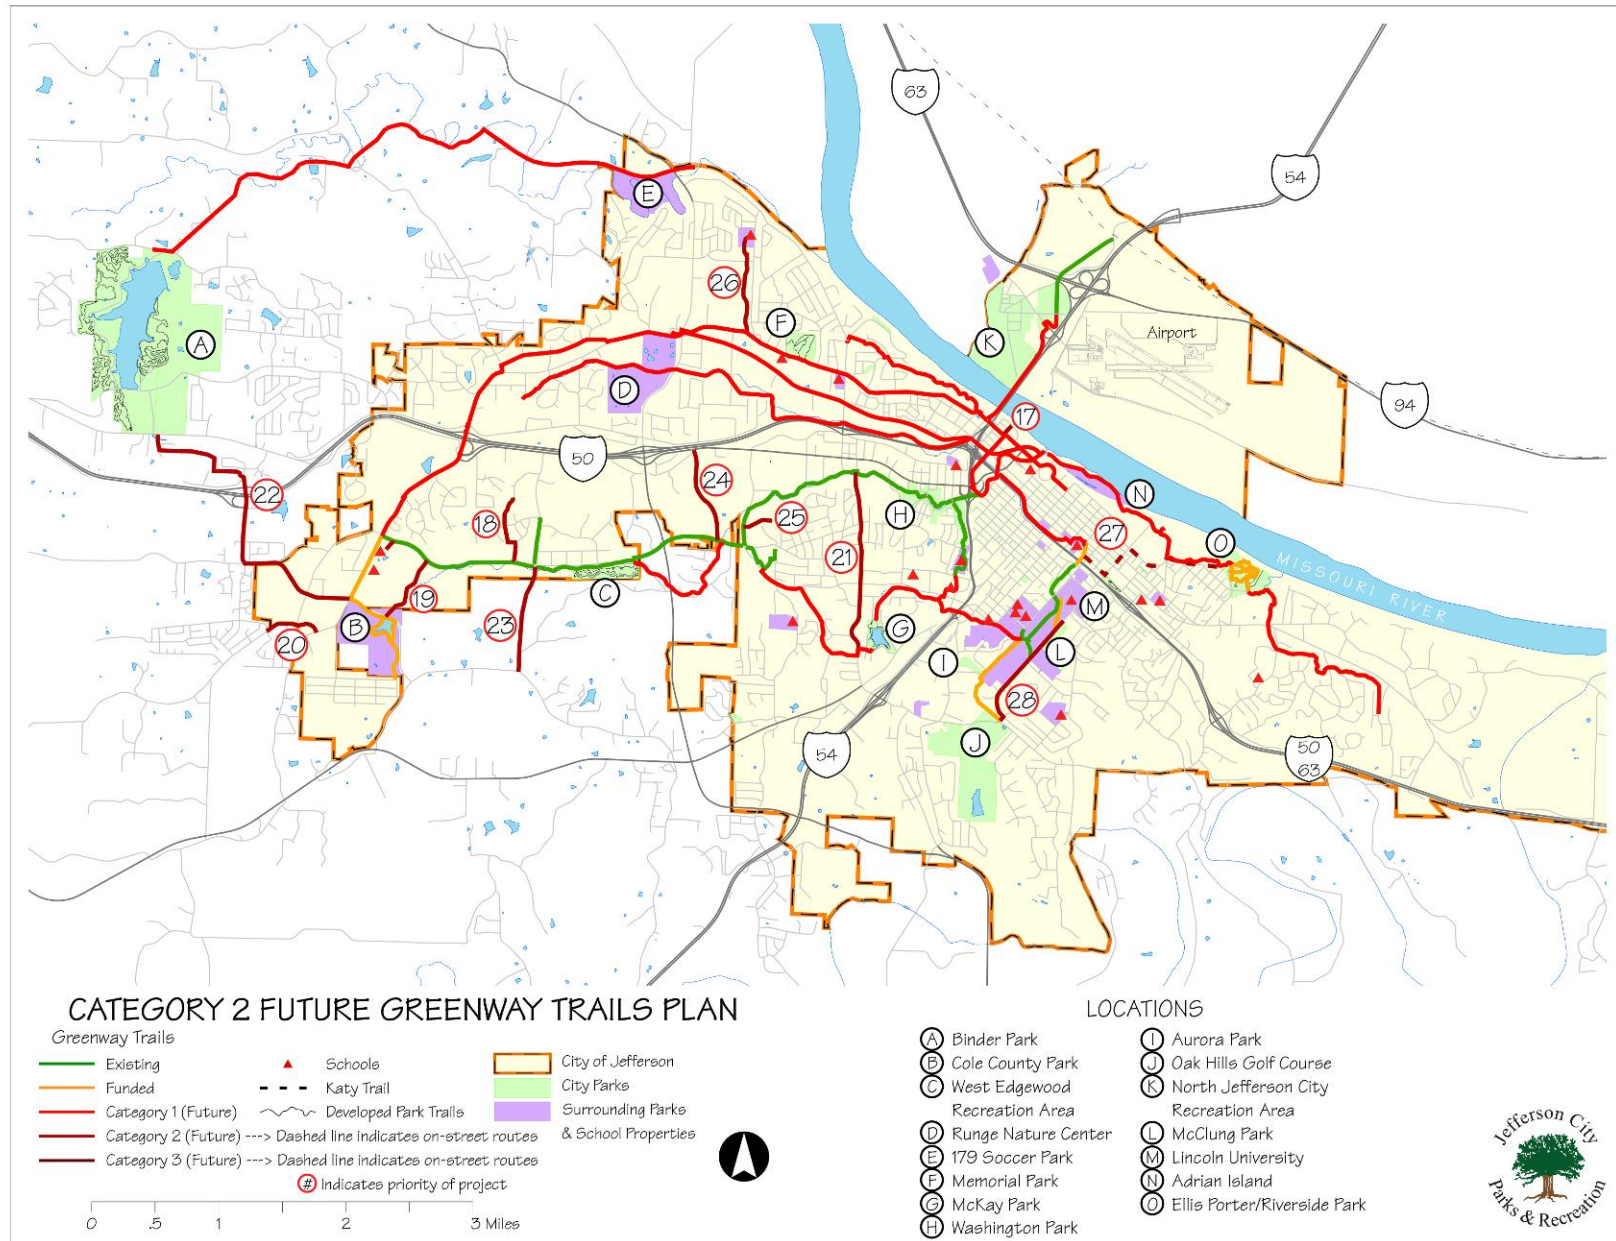 63
54
E
26
F
A
K
Airport
D
17
94
50
24
22
N
25
H
18
27
O
21
C
19
M
MISSOURI RIVER
B
23
G
20
L
I
28
J
54
50
63
CATEGORY 2 FUTURE GREENWAY TRAILS PLAN
Greenway Trails
Existing
Funded
Category 1 (Future)
Category 2 (Future) ---> Dashed line indicates on-street routes
Category 3 (Future) ---> Dashed line indicates on-street routes
# Indicates priority of project
Schools
Katy Trail
Developed Park Trails
City of Jefferson
City Parks
Surrounding Parks
& School Properties
0 .5 1 2 3 Miles
LOCATIONS
A Binder Park
B Cole County Park
C West Edgewood
Recreation Area
D Runge Nature Center
E 179 Soccer Park
F Memorial Park
G McKay Park
H Washington Park
I Aurora Park
J Oak Hills Golf Course
K North Jefferson City
Recreation Area
L McClung Park
M Lincoln University
N Adrian Island
O Ellis Porter/Riverside Park
Jefferson City
Parks & Recreation